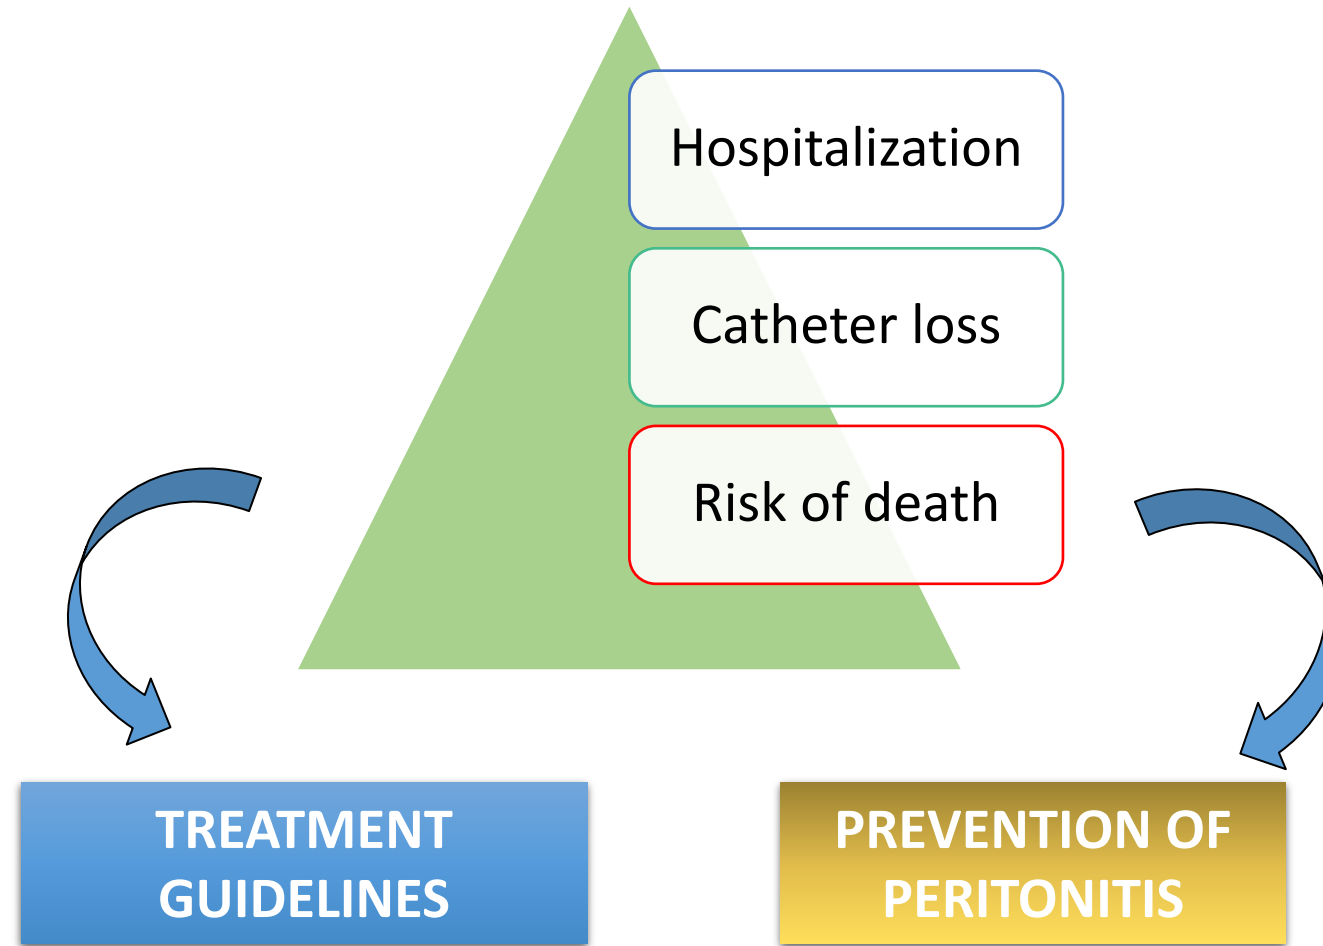 Hospitalization
Catheter loss
Risk of death
TREATMENT
GUIDELINES
PREVENTION OF
PERITONITIS